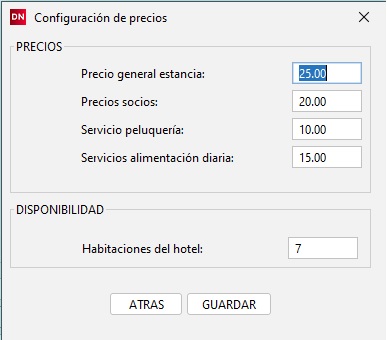 DN Configuración de precios
PRECIOS
Precio general estancia: 25.00
Precios socios: 20.00
Servicio peluquería: 10.00
Servicios alimentación diaria: 15.00
DISPONIBILIDAD
Habitaciones del hotel: 7
ATRAS GUARDAR